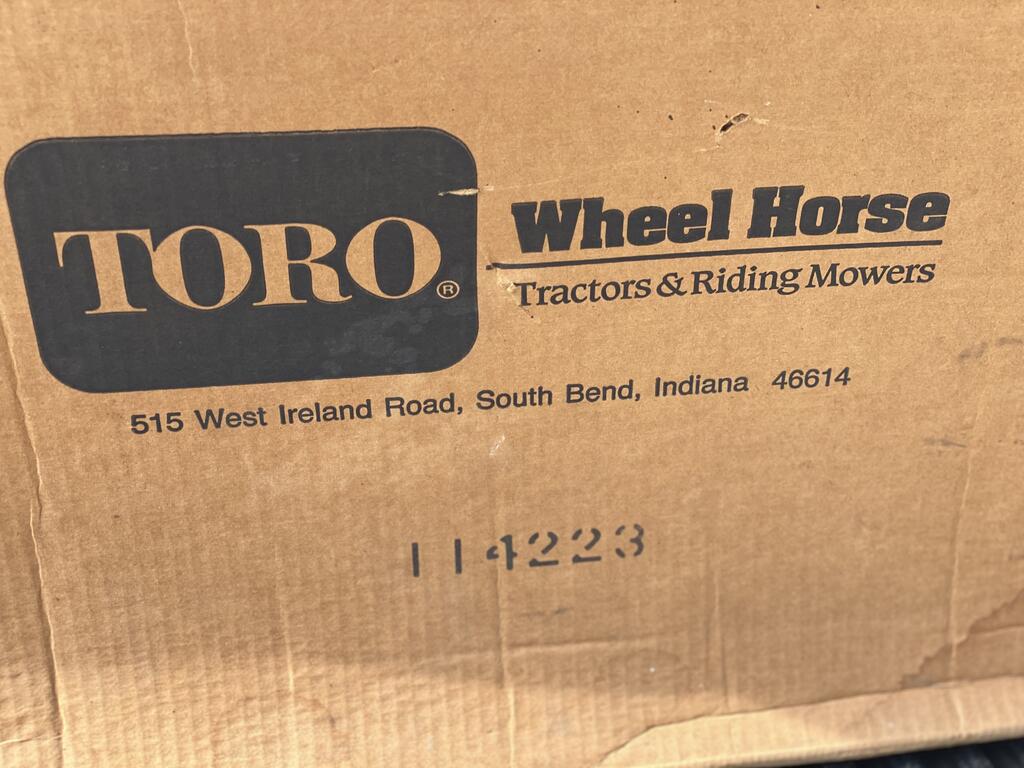 TORO®
Wheel Horse
Tractors & Riding Mowers
515 West Ireland Road, South Bend, Indiana 46614
114223